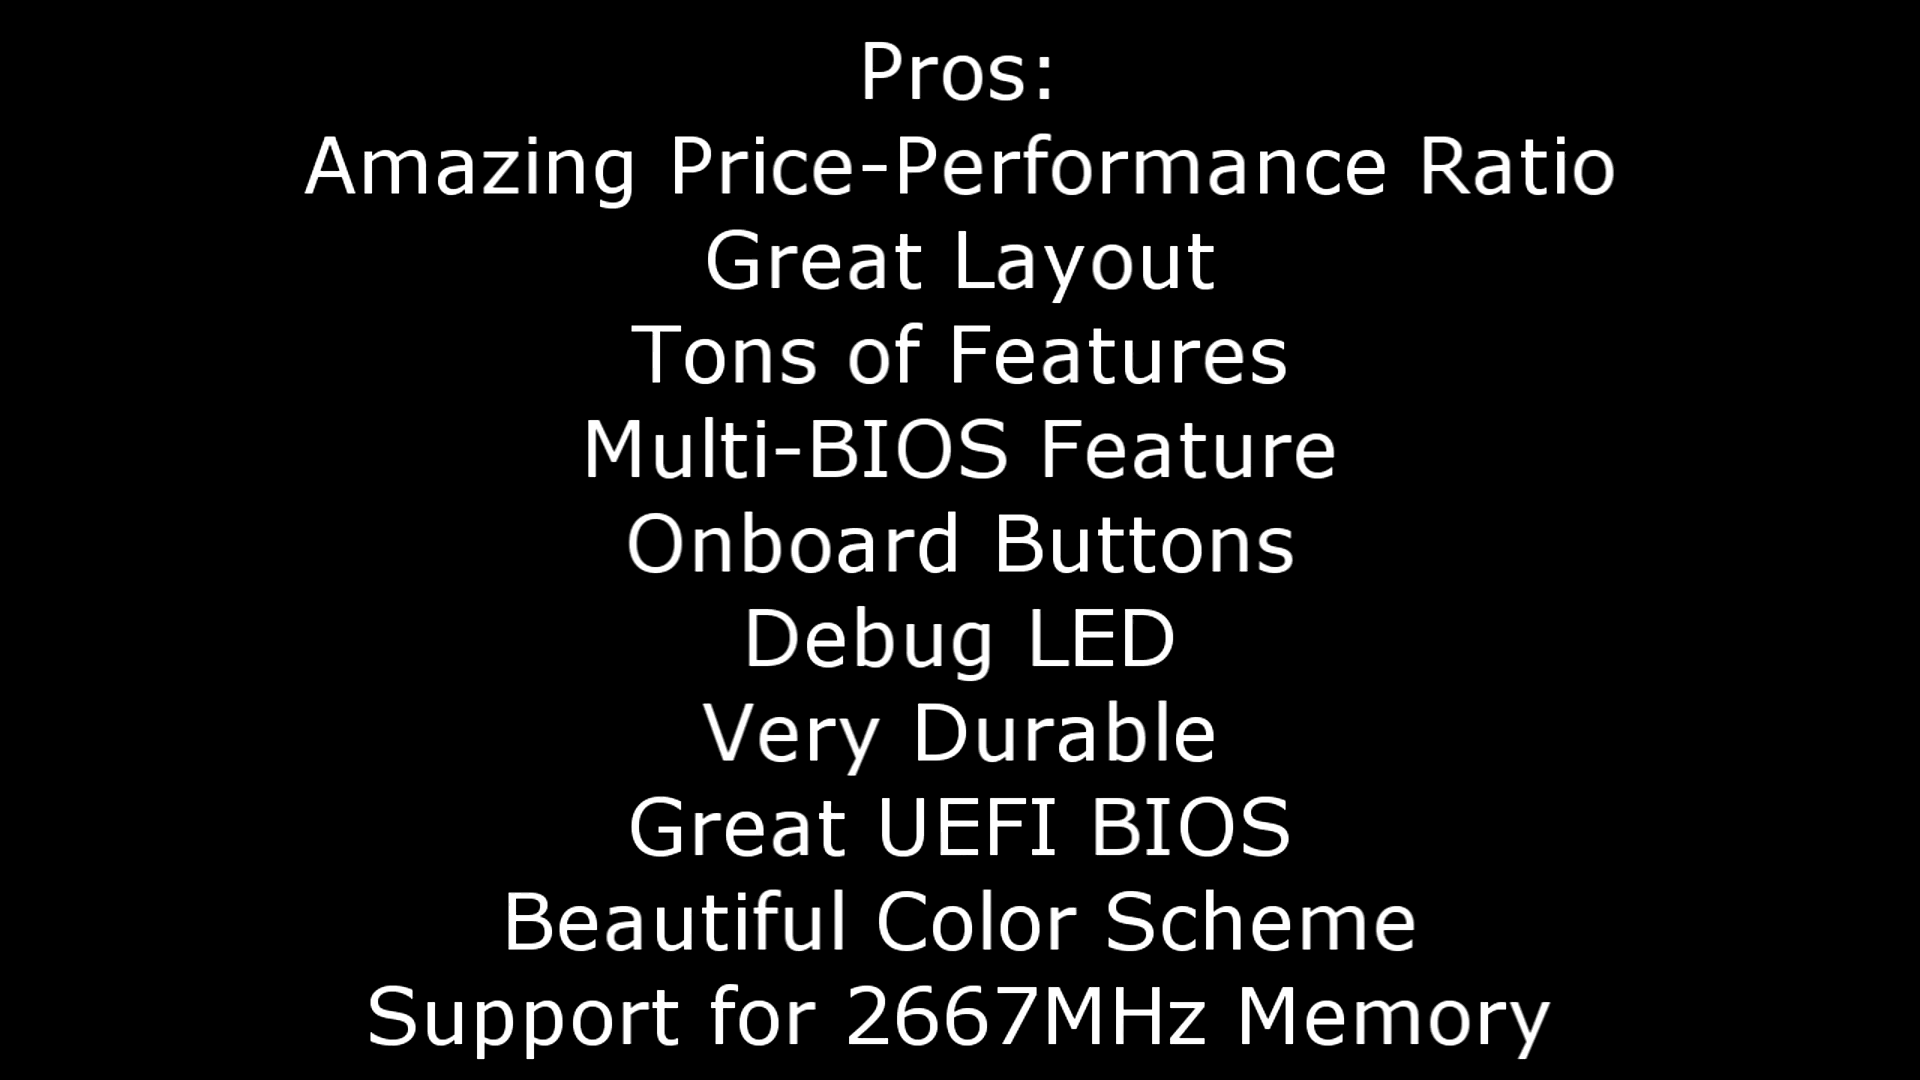 Pros:
Amazing Price-Performance Ratio
Great Layout
Tons of Features
Multi-BIOS Feature
Onboard Buttons
Debug LED
Very Durable
Great UEFI BIOS
Beautiful Color Scheme
Support for 2667MHz Memory